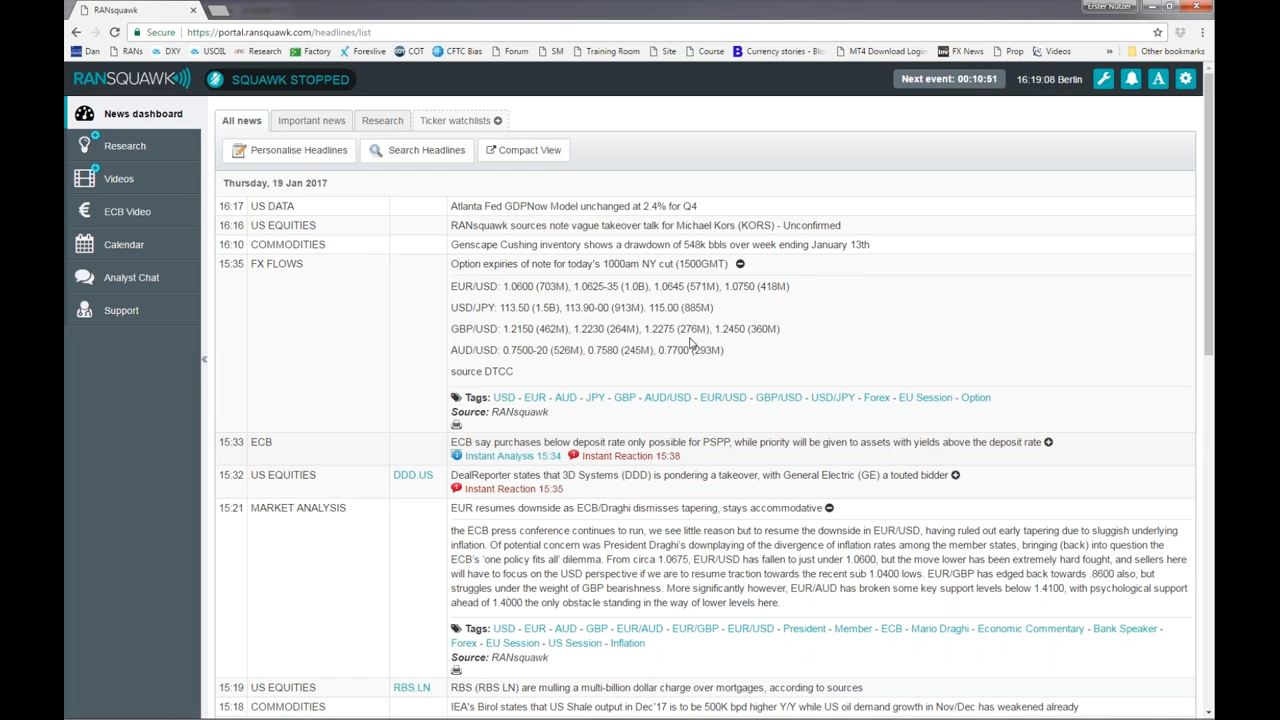 RANsquawk
Erster Nutzer
Secure
https://portal.ransquawk.com/headlines/list
Dan RANs DXY USOIL Research Factory Forexlive COT CFTC Bias Forum SM Training Room Site Course Currency stories - Blo MT4 Download Login FX News Prop Videos » Other bookmarks
RANSQUAWK SQUAWK STOPPED Next event: 00:10:51 16:19:08 Berlin A
News dashboard
Research
Videos
€ ECB Video
Calendar
Analyst Chat
Support
«
All news Important news Research Ticker watchlists
Personalise Headlines Search Headlines Compact View
Thursday, 19 Jan 2017
16:17 US DATA Atlanta Fed GDPNow Model unchanged at 2.4% for Q4
16:16 US EQUITIES RANsquawk sources note vague takeover talk for Michael Kors (KORS) - Unconfirmed
16:10 COMMODITIES Genscape Cushing inventory shows a drawdown of 548k bbls over week ending January 13th
15:35 FX FLOWS Option expiries of note for today's 1000am NY cut (1500GMT)
EUR/USD: 1.0600 (703M), 1.0625-35 (1.0B), 1.0645 (571M), 1.0750 (418M)
USD/JPY: 113.50 (1.5B), 113.90-00 (913M). 115.00 (885M)
GBP/USD: 1.2150 (462M), 1.2230 (264M), 1.2275 (276M), 1.2450 (360M)
AUD/USD: 0.7500-20 (526M), 0.7580 (245M), 0.7700 (293M)
source DTCC
Tags: USD - EUR - AUD - JPY - GBP - AUD/USD - EUR/USD - GBP/USD - USD/JPY - Forex - EU Session - Option
Source: RANsquawk
15:33 ECB ECB say purchases below deposit rate only possible for PSPP, while priority will be given to assets with yields above the deposit rate
Instant Analysis 15:34 Instant Reaction 15:38
15:32 US EQUITIES DDD.US DealReporter states that 3D Systems (DDD) is pondering a takeover, with General Electric (GE) a touted bidder
Instant Reaction 15:35
15:21 MARKET ANALYSIS EUR resumes downside as ECB/Draghi dismisses tapering, stays accommodative
the ECB press conference continues to run, we see little reason but to resume the downside in EUR/USD, having ruled out early tapering due to sluggish underlying
inflation. Of potential concern was President Draghi's downplaying of the divergence of inflation rates among the member states, bringing (back) into question the
ECB's 'one policy fits all' dilemma. From circa 1.0675, EUR/USD has fallen to just under 1.0600, but the move lower has been extremely hard fought, and sellers here
will have to focus on the USD perspective if we are to resume traction towards the recent sub 1.0400 lows. EUR/GBP has edged back towards .8600 also, but
struggles under the weight of GBP bearishness. More significantly however, EUR/AUD has broken some key support levels below 1.4100, with psychological support
ahead of 1.4000 the only obstacle standing in the way of lower levels here.
Tags: USD - EUR - AUD - GBP - EUR/AUD - EUR/GBP - EUR/USD - President - Member - ECB - Mario Draghi - Economic Commentary - Bank Speaker -
Forex - EU Session - US Session - Inflation
Source: RANsquawk
15:19 US EQUITIES RBS.LN RBS (RBS LN) are mulling a multi-billion dollar charge over mortgages, according to sources
15:18 COMMODITIES IEA's Birol states that US Shale output in Dec'17 is to be 500K bpd higher Y/Y while US oil demand growth in Nov/Dec has weakened already